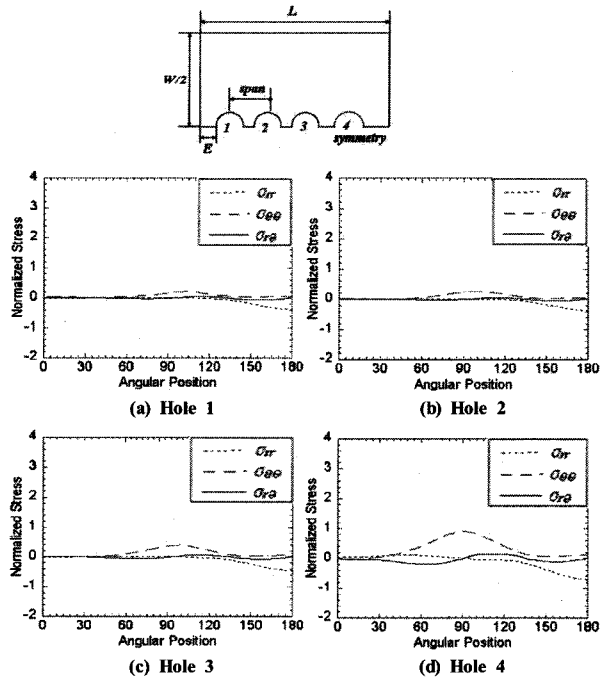 L
W/2
span
1 2 3 4
E symmetry
4
3
2
1
0
-1
-2
Normalized Stress
σrr
σθθ
σrθ
0 30 60 90 120 150 180
Angular Position
(a) Hole 1
4
3
2
1
0
-1
-2
Normalized Stress
σrr
σθθ
σrθ
0 30 60 90 120 150 180
Angular Position
(b) Hole 2
4
3
2
1
0
-1
-2
Normalized Stress
σrr
σθθ
σrθ
0 30 60 90 120 150 180
Angular Position
(c) Hole 3
4
3
2
1
0
-1
-2
Normalized Stress
σrr
σθθ
σrθ
0 30 60 90 120 150 180
Angular Position
(d) Hole 4